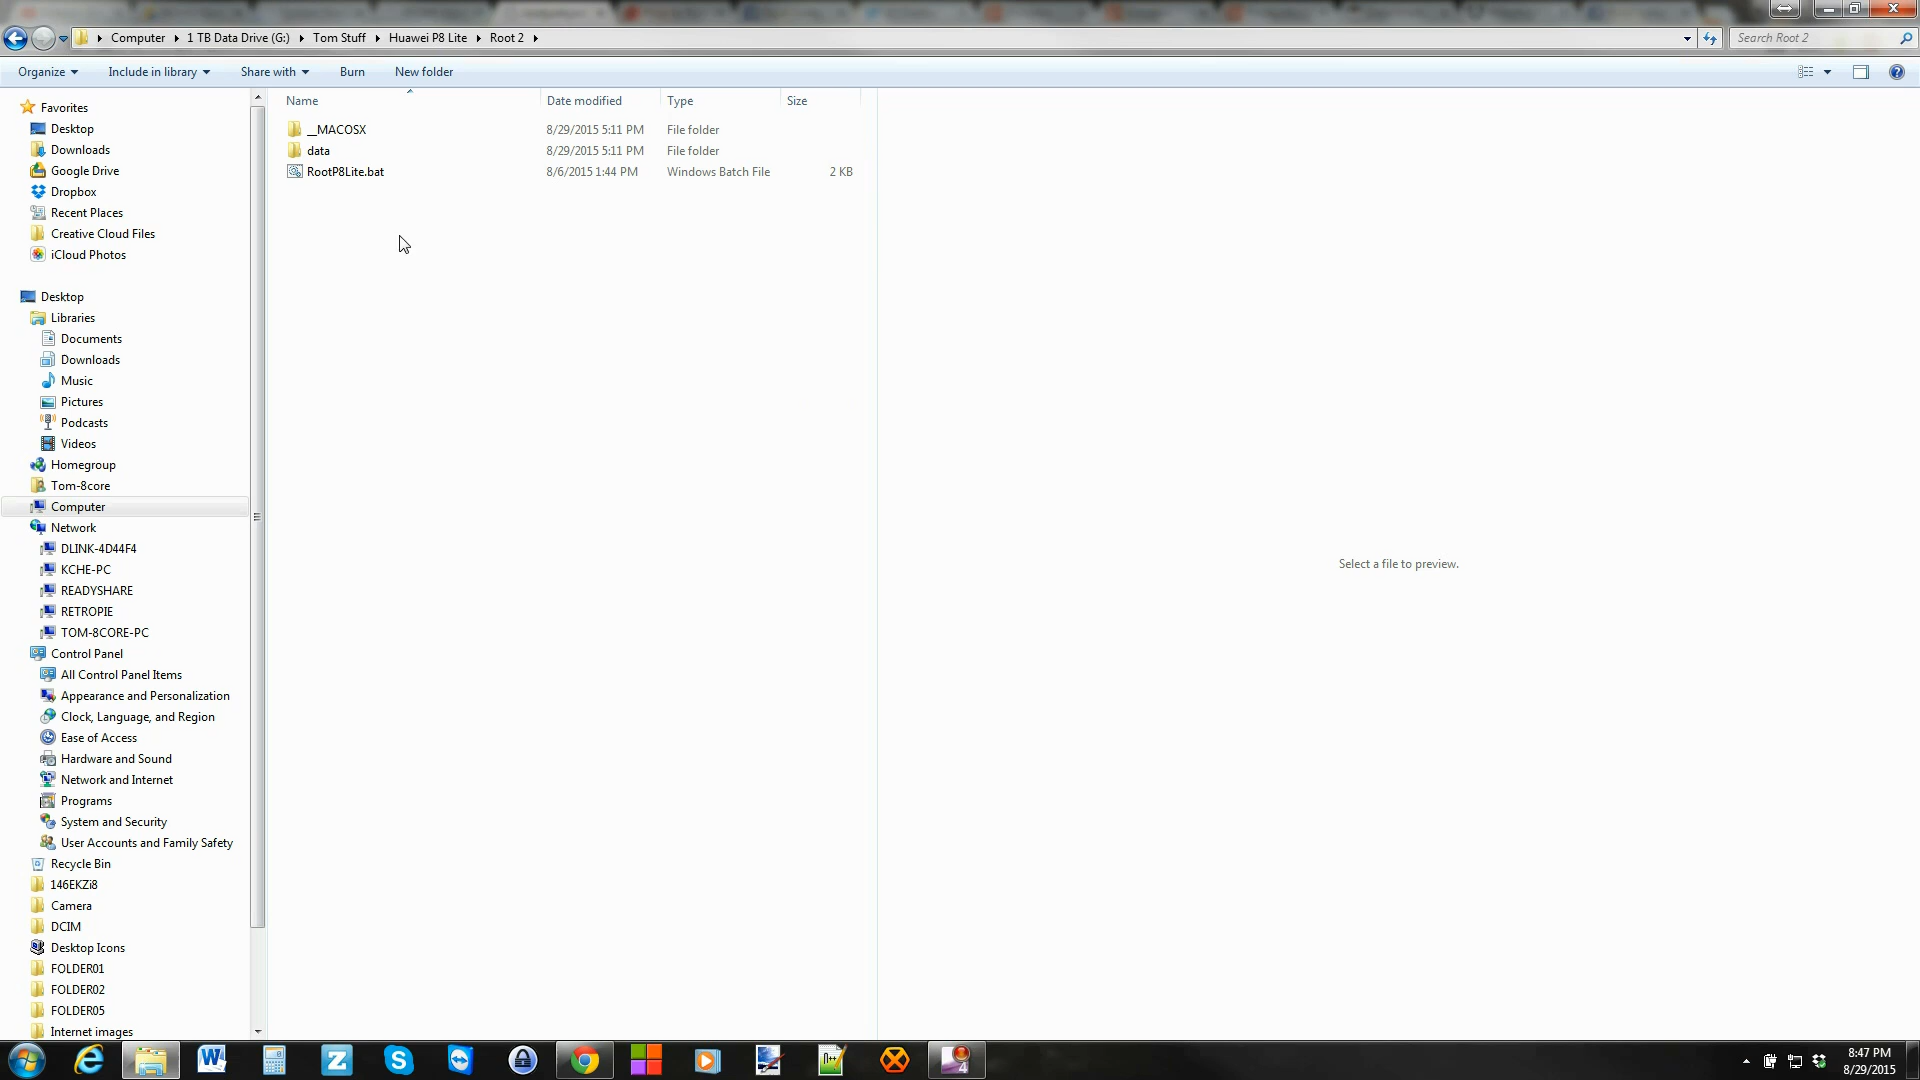 Computer ▸ 1 TB Data Drive (G:) ▸ Tom Stuff ▸ Huawei P8 Lite ▸ Root 2 ▸
Search Root 2
Organize Include in library Share with Burn New folder
Name Date modified Type Size
__MACOSX 8/29/2015 5:11 PM File folder
data 8/29/2015 5:11 PM File folder
RootP8Lite.bat 8/6/2015 1:44 PM Windows Batch File 2 KB
Favorites
Desktop
Downloads
Google Drive
Dropbox
Recent Places
Creative Cloud Files
iCloud Photos
Desktop
Libraries
Documents
Downloads
Music
Pictures
Podcasts
Videos
Homegroup
Tom-8core
Computer
Network
DLINK-4D44F4
KCHE-PC
READYSHARE
RETROPIE
TOM-8CORE-PC
Control Panel
All Control Panel Items
Appearance and Personalization
Clock, Language, and Region
Ease of Access
Hardware and Sound
Network and Internet
Programs
System and Security
User Accounts and Family Safety
Recycle Bin
146EKZi8
Camera
DCIM
Desktop Icons
FOLDER01
FOLDER02
FOLDER05
Internet images
Select a file to preview.
8:47 PM
8/29/2015